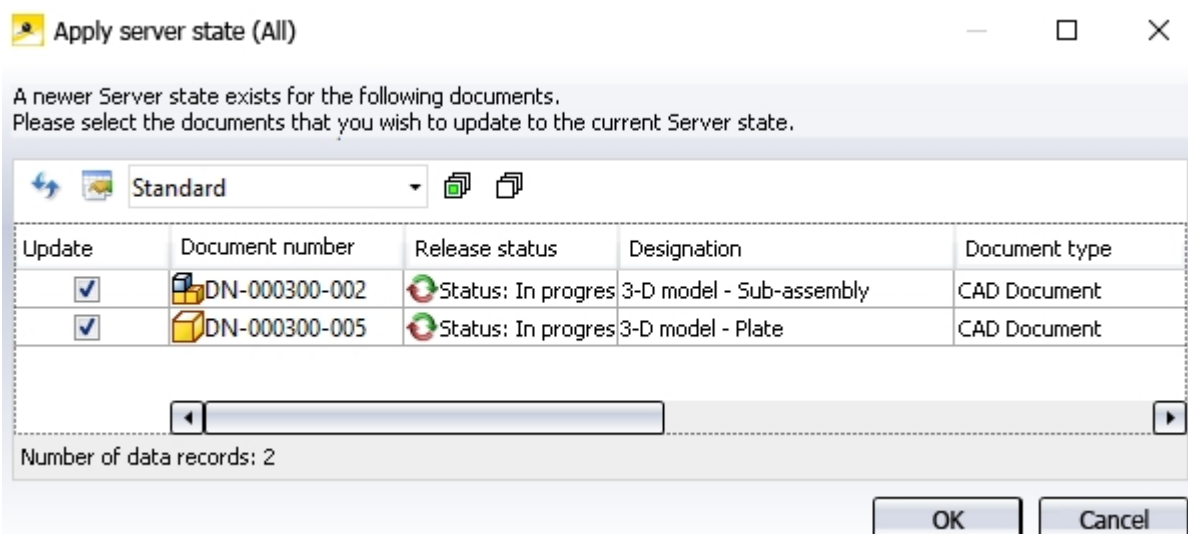 Apply server state (All)
A newer Server state exists for the following documents.
Please select the documents that you wish to update to the current Server state.
Standard
Update Document number Release status Designation Document type
DN-000300-002 Status: In progres 3-D model - Sub-assembly CAD Document
DN-000300-005 Status: In progres 3-D model - Plate CAD Document
Number of data records: 2
OK Cancel